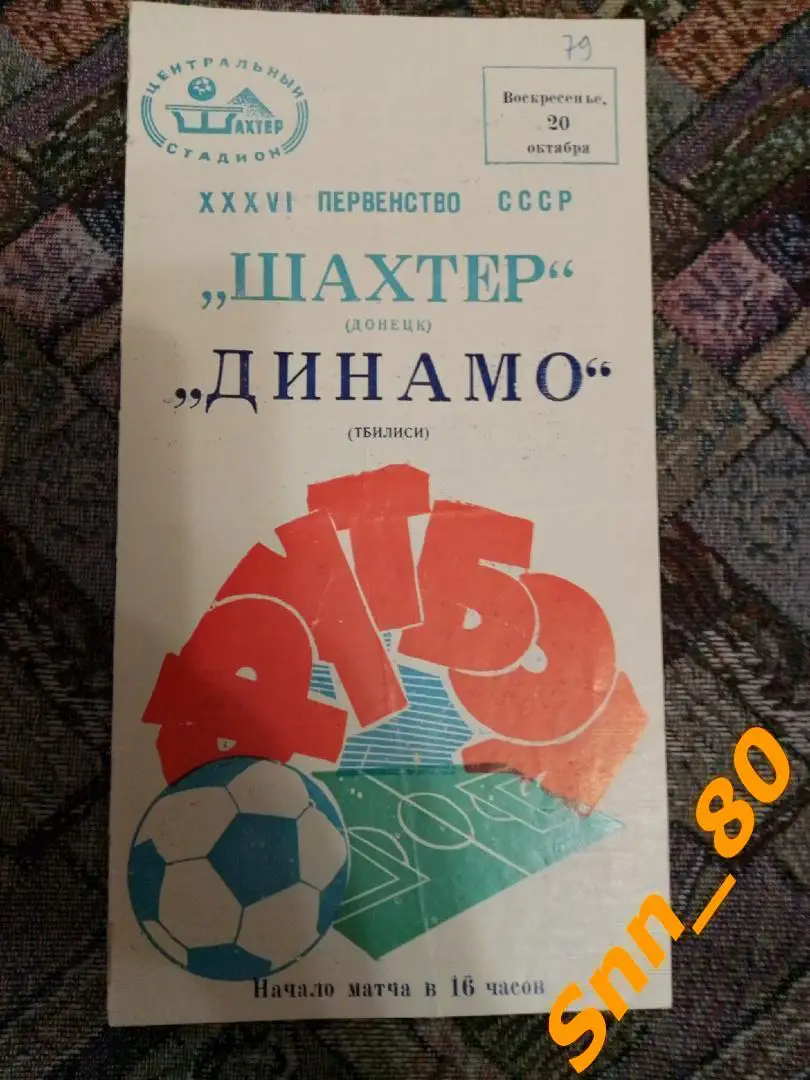 79
ЦЕНТРАЛЬНЫЙ
ШАХТЕР
СТАДИОН
Воскресенье,
20
октября
XXXVI ПЕРВЕНСТВО СССР
„ШАХТЕР“
(ДОНЕЦК)
„ДИНАМО“
(ТБИЛИСИ)
ФУТБОЛ
Начало матча в 16 часов
Snn_80